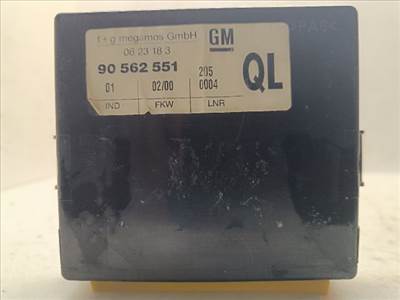 f+g megamos GmbH GM
06 23 18 3
90 562 551 205 QL
01 02/00 0004
IND FKW LNR